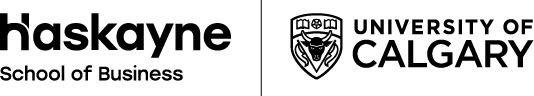 Haskayne
School of Business
UNIVERSITY OF
CALGARY